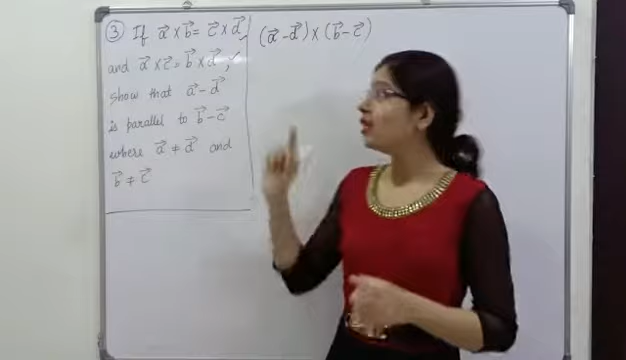 ③ If a⃗ × b⃗ = c⃗ × d⃗,
and a⃗ × c⃗ = b⃗ × d⃗, ✓
show that a⃗ - d⃗
is parallel to b⃗ - c⃗
where a⃗ ≠ d⃗ and
b⃗ ≠ c⃗
(a⃗ - d⃗) × (b⃗ - c⃗)